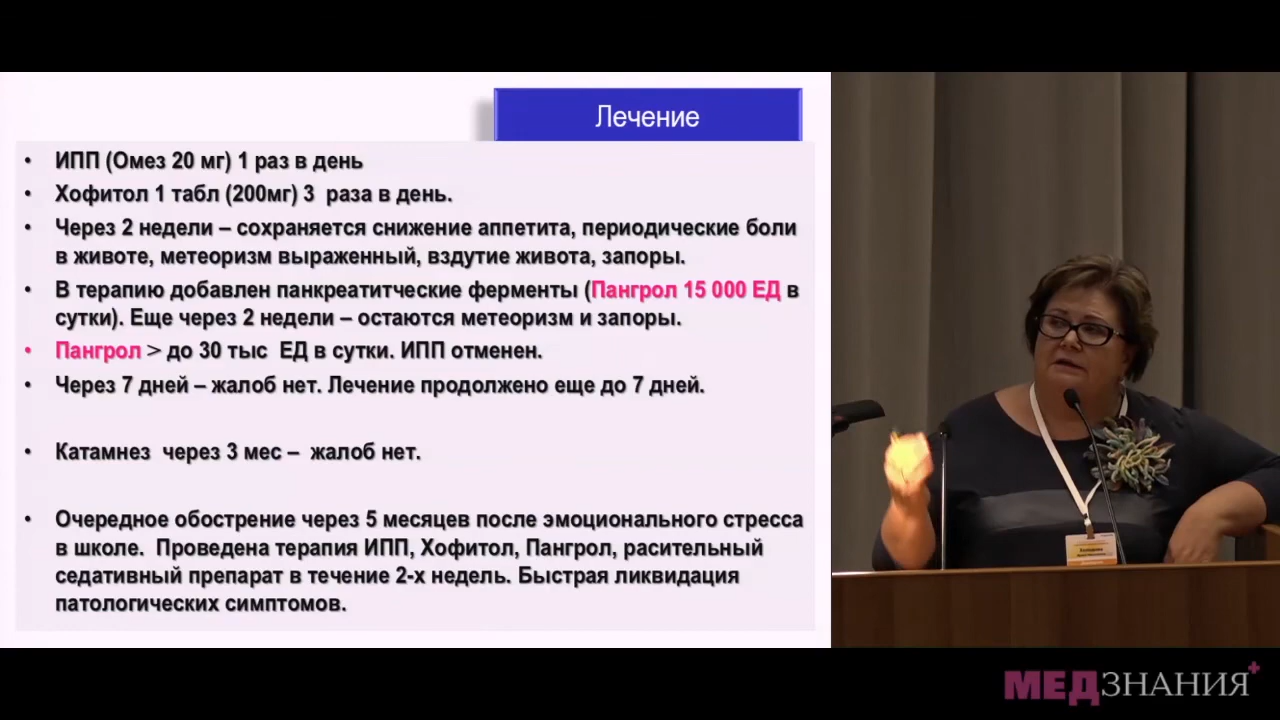 Лечение
• ИПП (Омез 20 мг) 1 раз в день
• Хофитол 1 табл (200мг) 3 раза в день.
• Через 2 недели – сохраняется снижение аппетита, периодические боли
в животе, метеоризм выраженный, вздутие живота, запоры.
• В терапию добавлен панкреатитческие ферменты (Пангрол 15 000 ЕД в
сутки). Еще через 2 недели – остаются метеоризм и запоры.
• Пангрол > до 30 тыс ЕД в сутки. ИПП отменен.
• Через 7 дней – жалоб нет. Лечение продолжено еще до 7 дней.
• Катамнез через 3 мес – жалоб нет.
• Очередное обострение через 5 месяцев после эмоционального стресса
в школе. Проведена терапия ИПП, Хофитол, Пангрол, расительный
седативный препарат в течение 2-х недель. Быстрая ликвидация
патологических симптомов.
МЕДЗНАНИЯ+